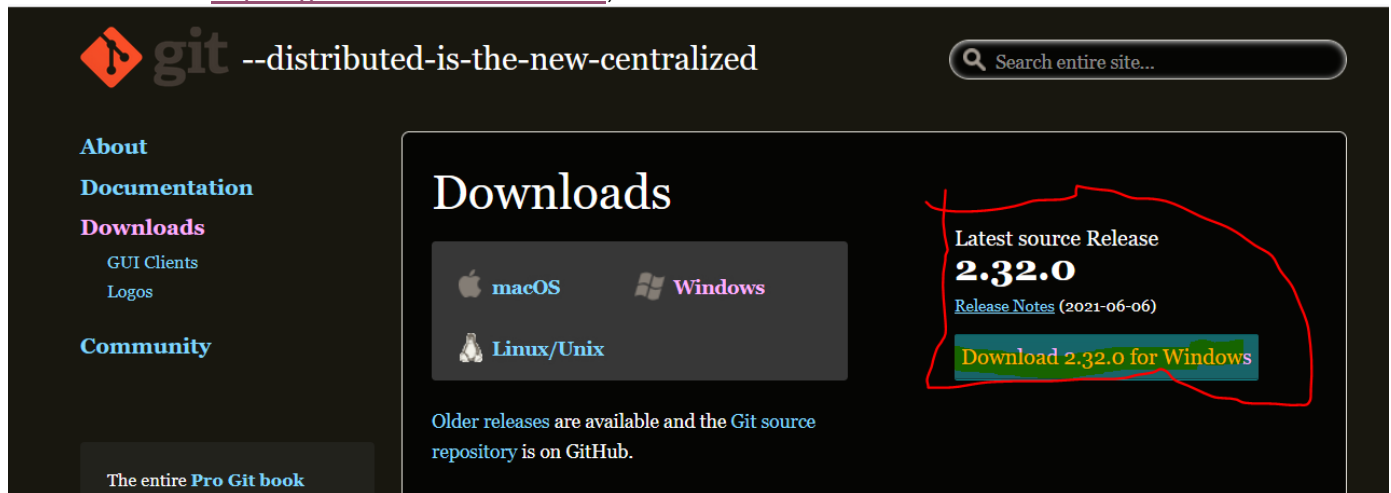 git --distributed-is-the-new-centralized
Search entire site...
About
Documentation
Downloads
GUI Clients
Logos
Community
The entire Pro Git book
Downloads
macOS
Windows
Linux/Unix
Older releases are available and the Git source
repository is on GitHub.
Latest source Release
2.32.0
Release Notes (2021-06-06)
Download 2.32.0 for Windows